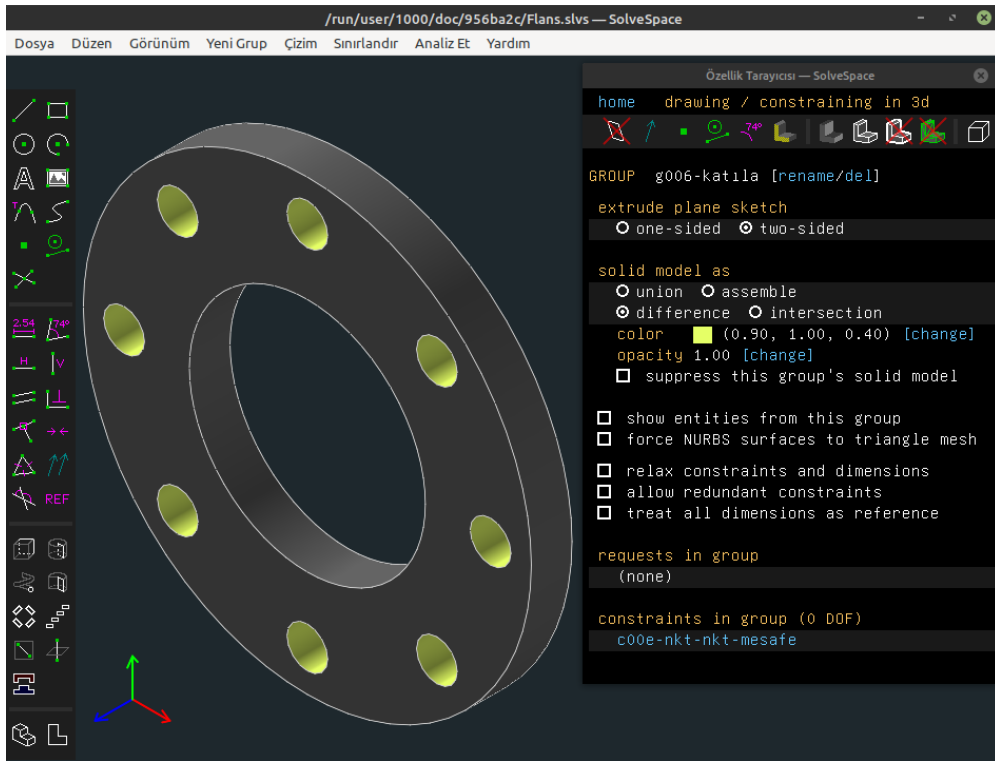 /run/user/1000/doc/956ba2c/Flans.slvs — SolveSpace
Dosya Düzen Görünüm Yeni Grup Çizim Sınırlandır Analiz Et Yardım
Özellik Tarayıcısı — SolveSpace
home drawing / constraining in 3d
74°
GROUP g006-katıla [rename/del]
extrude plane sketch
one-sided two-sided
solid model as
union assemble
difference intersection
color (0.90, 1.00, 0.40) [change]
opacity 1.00 [change]
suppress this group's solid model
show entities from this group
force NURBS surfaces to triangle mesh
relax constraints and dimensions
allow redundant constraints
treat all dimensions as reference
requests in group
(none)
constraints in group (0 DOF)
c00e-nkt-nkt-mesafe
A
T
2.54 74°
H V
REF